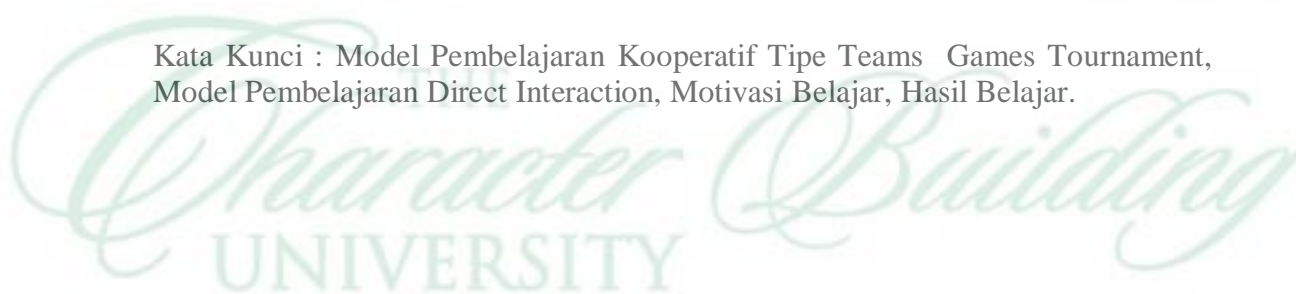 Kata Kunci : Model Pembelajaran Kooperatif Tipe Teams Games Tournament,
Model Pembelajaran Direct Interaction, Motivasi Belajar, Hasil Belajar.
THE
Character Building
UNIVERSITY